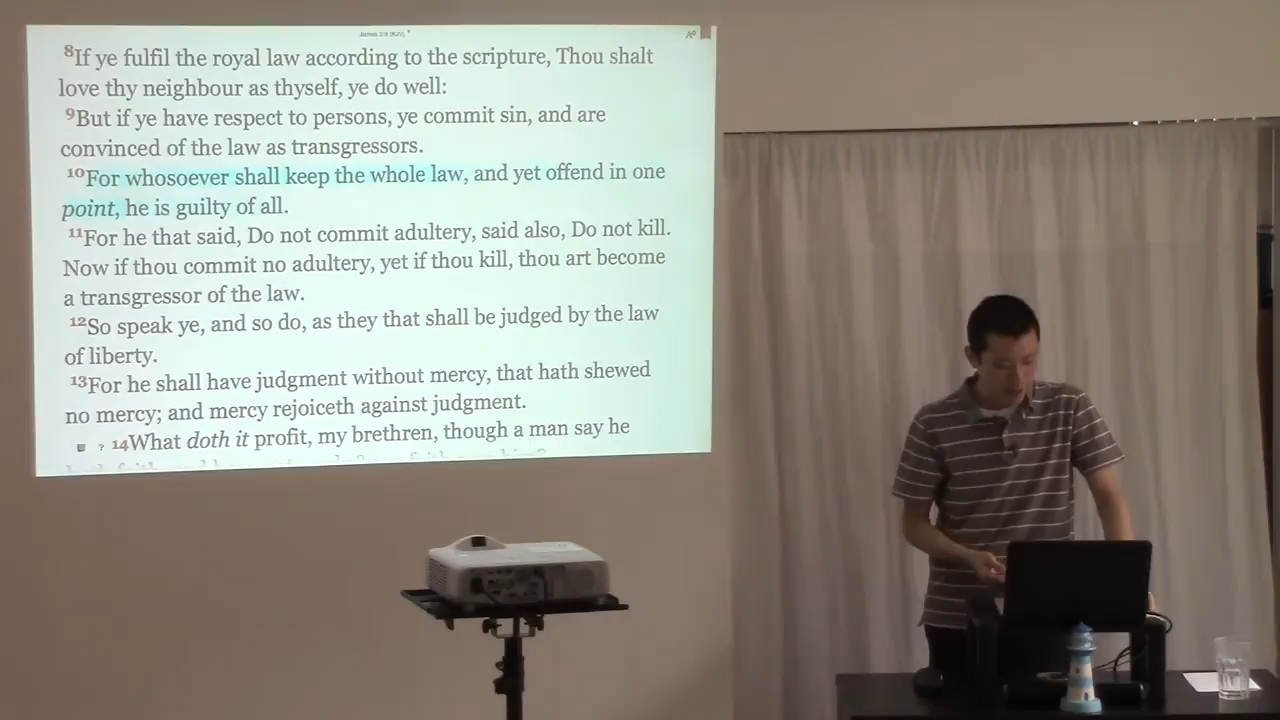 James 2:8 (KJV)
8If ye fulfil the royal law according to the scripture, Thou shalt
love thy neighbour as thyself, ye do well:
9But if ye have respect to persons, ye commit sin, and are
convinced of the law as transgressors.
10For whosoever shall keep the whole law, and yet offend in one
point, he is guilty of all.
11For he that said, Do not commit adultery, said also, Do not kill.
Now if thou commit no adultery, yet if thou kill, thou art become
a transgressor of the law.
12So speak ye, and so do, as they that shall be judged by the law
of liberty.
13For he shall have judgment without mercy, that hath shewed
no mercy; and mercy rejoiceth against judgment.
? 14What doth it profit, my brethren, though a man say he